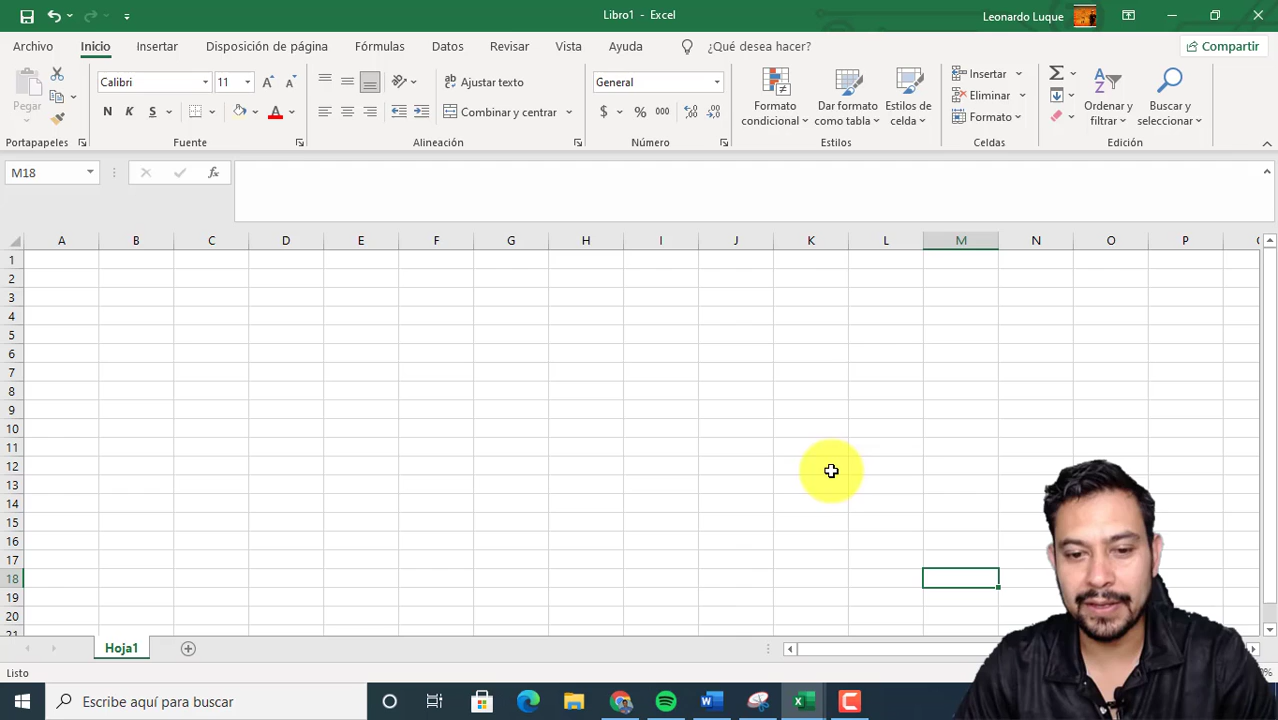 Libro1 - Excel
Leonardo Luque
Archivo Inicio Insertar Disposición de página Fórmulas Datos Revisar Vista Ayuda ¿Qué desea hacer? Compartir
Calibri 11 Ajustar texto General Insertar
Pegar N K S A Combinar y centrar $ % 000 Formato condicional Dar formato como tabla Estilos de celda Eliminar Formato Ordenar y filtrar Buscar y seleccionar
Portapapeles Fuente Alineación Número Estilos Celdas Edición
M18 fx
A B C D E F G H I J K L M N O P
1
2
3
4
5
6
7
8
9
10
11
12
13
14
15
16
17
18
19
20
21
Hoja1
Listo
Escribe aquí para buscar